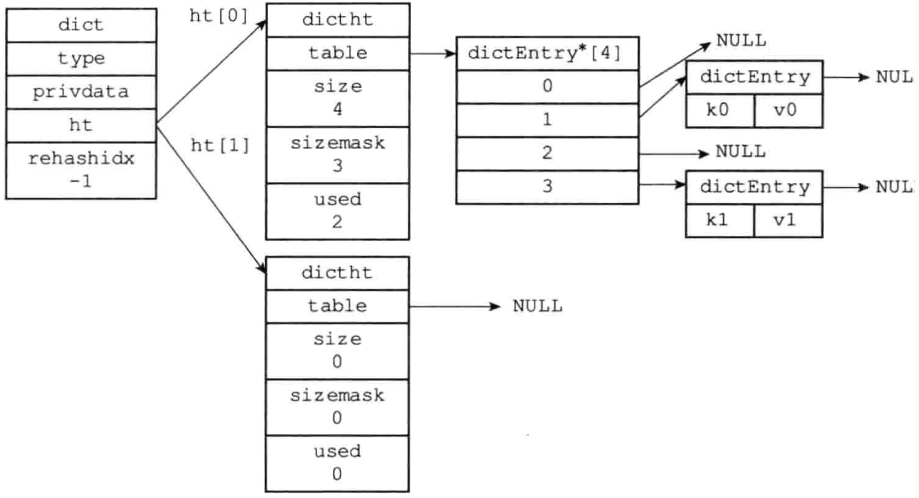 dict
type
privdata
ht
rehashidx
-1
ht[0]
ht[1]
dictht
table
size
4
sizemask
3
used
2
dictEntry*[4]
0
1
2
3
NULL
dictEntry
NUL
k0 v0
NULL
dictEntry
NUL
k1 v1
dictht
table
NULL
size
0
sizemask
0
used
0